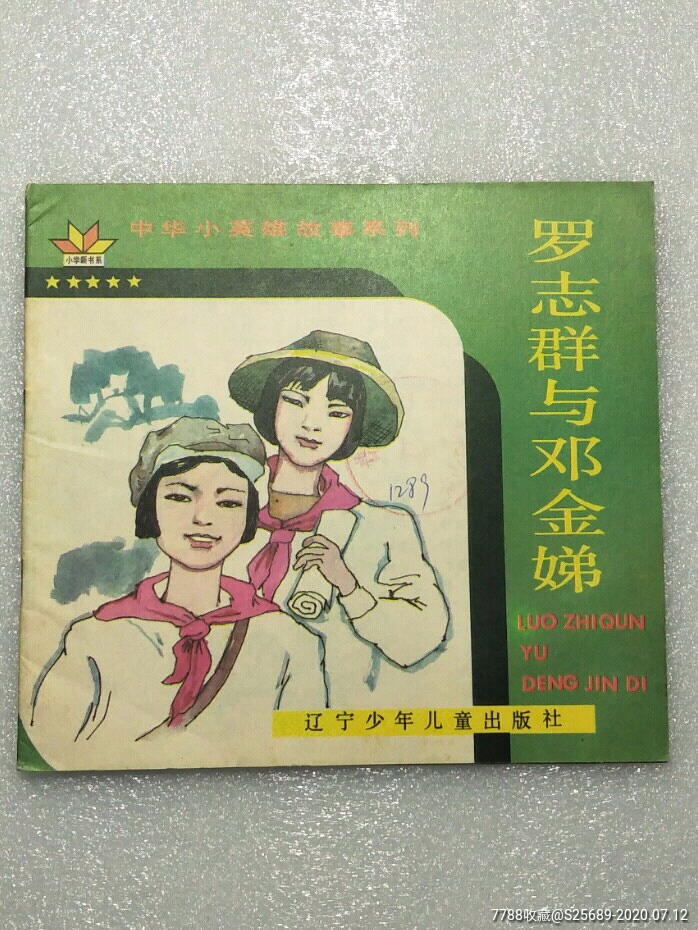 中华小英雄故事系列
小学新书系
罗志群与邓金娣
LUO ZHIQUN
YU
DENG JIN DI
1289
辽宁少年儿童出版社
7788收藏@S25689-2020.07.12